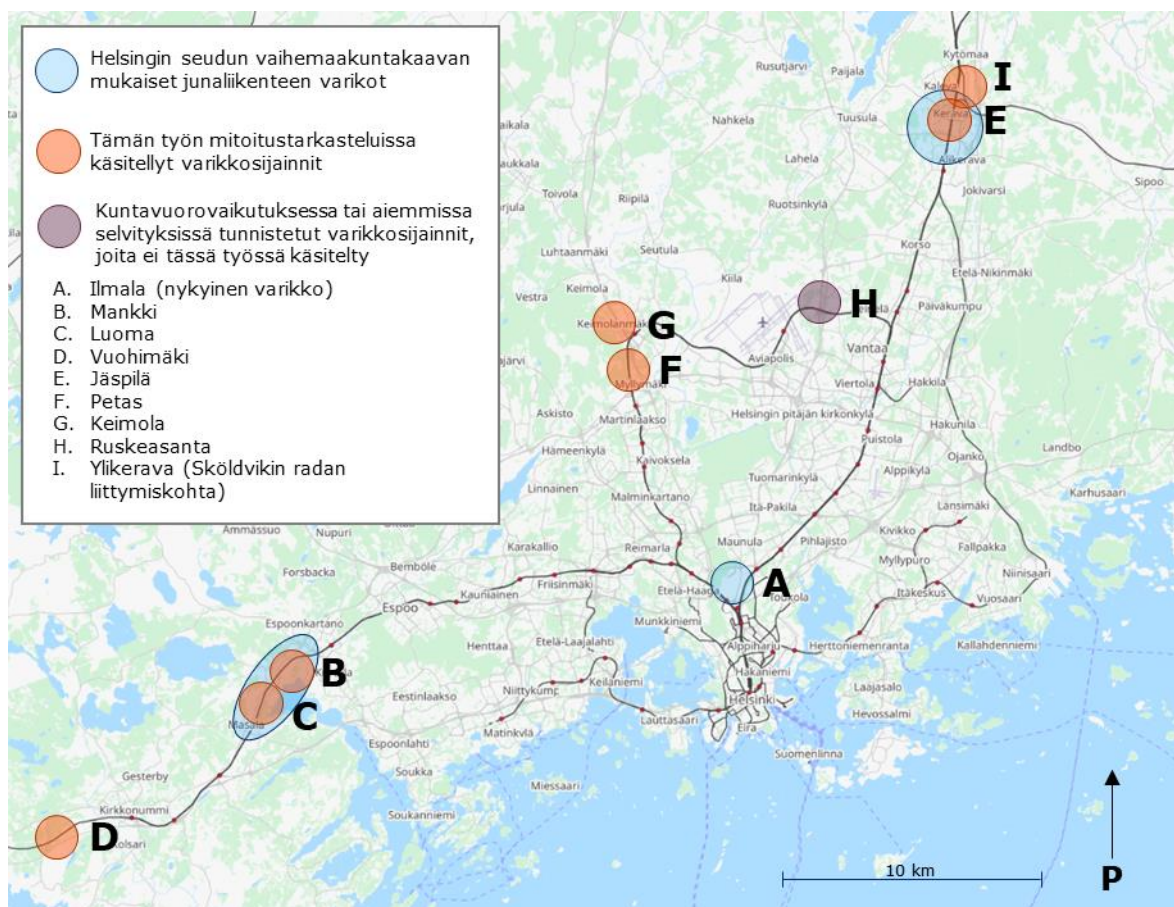 Helsingin seudun vaihemaakuntakaavan
mukaiset junaliikenteen varikot
Tämän työn mitoitustarkasteluissa
käsitellyt varikkosijainnit
Kuntavuorovaikutuksessa tai aiemmissa
selvityksissä tunnistetut varikkosijainnit,
joita ei tässä työssä käsitelty
A. Ilmala (nykyinen varikko)
B. Mankki
C. Luoma
D. Vuohimäki
E. Jäspilä
F. Petas
G. Keimola
H. Ruskeasanta
I. Ylikerava (Sköldvikin radan
liittymiskohta)
Kytömaa
Rusutjärvi
Paijala
Kaleva
I
Nahkela
Tuusula
Kerava
E
Lahela
Alikerava
Sipoo
Toivola
Riipilä
Ruotsinkylä
Jokivarsi
Luhtaanmäki
Seutula
Korso
Etelä-Nikinmäki
Vestra
Keimola
Kiila
H
Päiväkumpu
Keimolanmäki
G
Aviapolis
Vantaa
F
Myllymäki
Viertola
Hakkila
Askisto
Martinlaakso
Helsingin pitäjän kirkonkylä
Hakunila
Hämeenkylä
Kaivoksela
Puistola
Landbo
Ojanko
Linnainen
Tuomarinkylä
Alppikylä
Malminkartano
Itä-Pakila
Karhusaari
Ämmässuo
Nupuri
Länsimäki
Karakallio
Reimarla
Maunula
Pihlajisto
Kivikko
Forsbacka
Bemböle
Friisinmäki
Myllypuro
Fallpakka
Kauniainen
Etelä-Haaga
A
Niinisaari
Espoo
Munkkiniemi
Itäkeskus
Vuosaari
Espoonkartano
Henttaa
Etelä-Laajalahti
Alppiharju
Herttoniemenranta
Kallahdenniemi
B
Hakaniemi
Eestinlaakso
Keilaniemi
Laajasalo
C
Masala
Helsinki
Hevossalmi
Lauttasaari
Espoonlahti
Eira
Soukka
Suomenlinna
Gesterby
Miessaari
Kirkkonummi
Soukanniemi
D
10 km
P